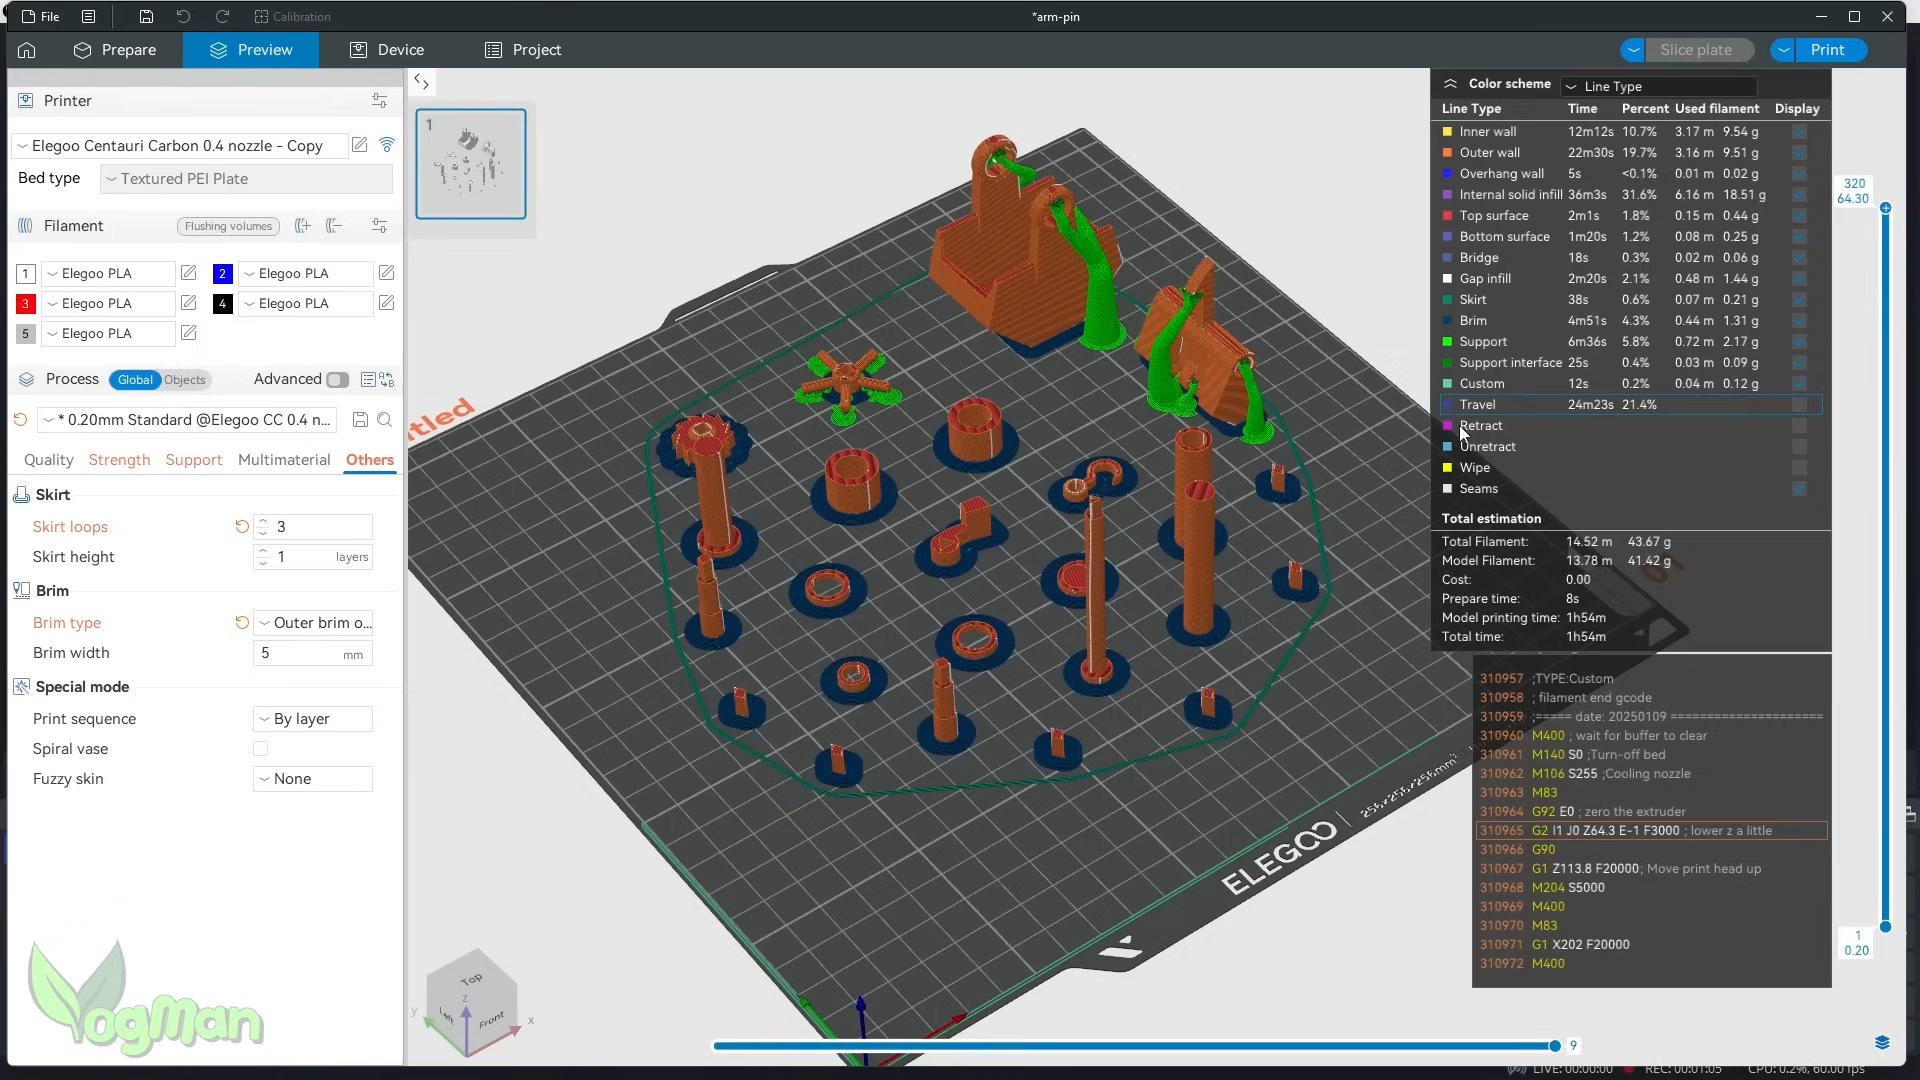 File
Calibration
*arm-pin
Prepare
Preview
Device
Project
Slice plate
Print
Printer
Elegoo Centauri Carbon 0.4 nozzle - Copy
Bed type
Textured PEI Plate
Filament
Flushing volumes
1 Elegoo PLA
2 Elegoo PLA
3 Elegoo PLA
4 Elegoo PLA
5 Elegoo PLA
Process Global Objects Advanced
* 0.20mm Standard @Elegoo CC 0.4 n...
Quality Strength Support Multimaterial Others
Skirt
Skirt loops 3
Skirt height 1 layers
Brim
Brim type Outer brim o...
Brim width 5 mm
Special mode
Print sequence By layer
Spiral vase
Fuzzy skin None
YogMan
1
ELEGOO
256x256x256mm³
Top
Left
Front
x
y
z
Color scheme Line Type
Line Type Time Percent Used filament Display
Inner wall 12m12s 10.7% 3.17 m 9.54 g
Outer wall 22m30s 19.7% 3.16 m 9.51 g
Overhang wall 5s <0.1% 0.01 m 0.02 g
Internal solid infill 36m3s 31.6% 6.16 m 18.51 g
Top surface 2m1s 1.8% 0.15 m 0.44 g
Bottom surface 1m20s 1.2% 0.08 m 0.25 g
Bridge 18s 0.3% 0.02 m 0.06 g
Gap infill 2m20s 2.1% 0.48 m 1.44 g
Skirt 38s 0.6% 0.07 m 0.21 g
Brim 4m51s 4.3% 0.44 m 1.31 g
Support 6m36s 5.8% 0.72 m 2.17 g
Support interface 25s 0.4% 0.03 m 0.09 g
Custom 12s 0.2% 0.04 m 0.12 g
Travel 24m23s 21.4%
Retract
Unretract
Wipe
Seams
Total estimation
Total Filament: 14.52 m 43.67 g
Model Filament: 13.78 m 41.42 g
Cost: 0.00
Prepare time: 8s
Model printing time: 1h54m
Total time: 1h54m
310957 ;TYPE:Custom
310958 ; filament end gcode
310959 ;===== date: 20250109 =====================
310960 M400 ; wait for buffer to clear
310961 M140 S0 ;Turn-off bed
310962 M106 S255 ;Cooling nozzle
310963 M83
310964 G92 E0 ; zero the extruder
310965 G2 I1 J0 Z64.3 E-1 F3000 ; lower z a little
310966 G90
310967 G1 Z113.8 F20000; Move print head up
310968 M204 S5000
310969 M400
310970 M83
310971 G1 X202 F20000
310972 M400
320
64.30
1
0.20
9
LIVE: 00:00:00
REC: 00:01:05
CPU: 0.2%, 60.00 fps